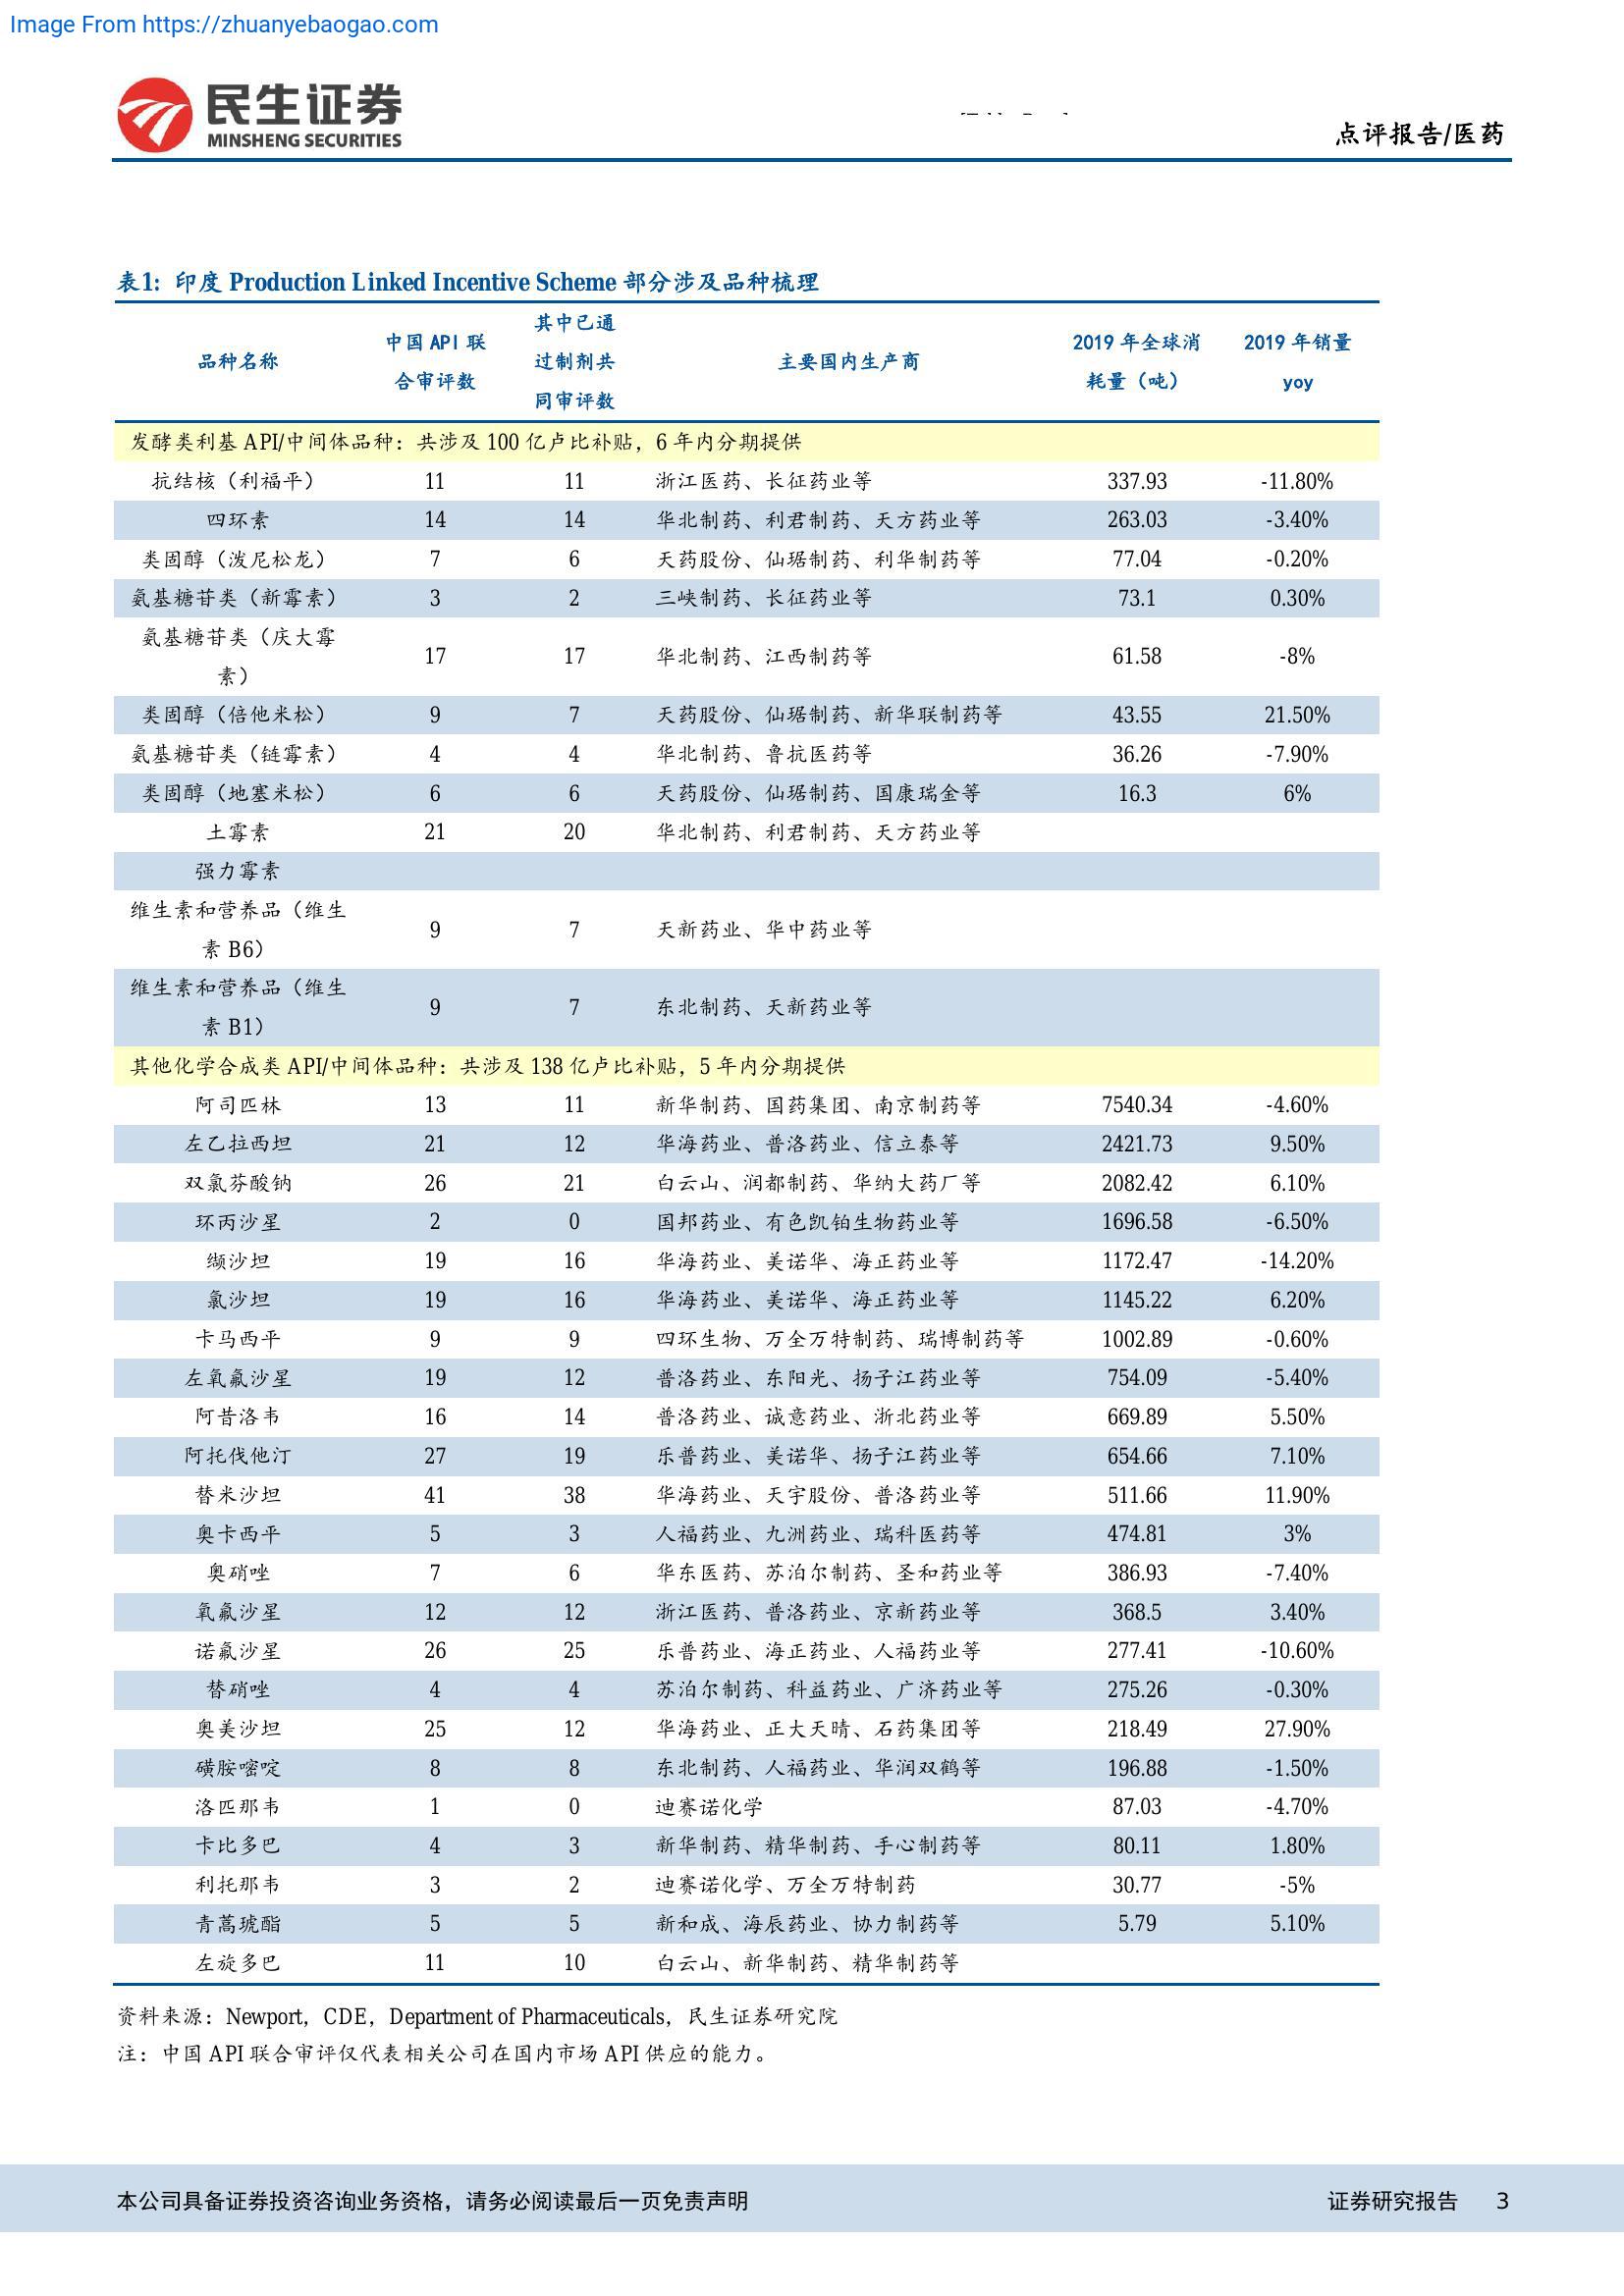 Image From https://zhuanyebaogao.com
民生证券
MINSHENG SECURITIES
点评报告/医药
表1: 印度 Production Linked Incentive Scheme 部分涉及品种梳理
品种名称 中国 API 联合审评数 其中已通过制剂共同审评数 主要国内生产商 2019 年全球消耗量（吨） 2019 年销量 yoy
发酵类利基 API/中间体品种：共涉及 100 亿卢比补贴，6 年内分期提供
抗结核（利福平） 11 11 浙江医药、长征药业等 337.93 -11.80%
四环素 14 14 华北制药、利君制药、天方药业等 263.03 -3.40%
类固醇（泼尼松龙） 7 6 天药股份、仙琚制药、利华制药等 77.04 -0.20%
氨基糖苷类（新霉素） 3 2 三峡制药、长征药业等 73.1 0.30%
氨基糖苷类（庆大霉素） 17 17 华北制药、江西制药等 61.58 -8%
类固醇（倍他米松） 9 7 天药股份、仙琚制药、新华联制药等 43.55 21.50%
氨基糖苷类（链霉素） 4 4 华北制药、鲁抗医药等 36.26 -7.90%
类固醇（地塞米松） 6 6 天药股份、仙琚制药、国康瑞金等 16.3 6%
土霉素 21 20 华北制药、利君制药、天方药业等
强力霉素
维生素和营养品（维生素 B6） 9 7 天新药业、华中药业等
维生素和营养品（维生素 B1） 9 7 东北制药、天新药业等
其他化学合成类 API/中间体品种：共涉及 138 亿卢比补贴，5 年内分期提供
阿司匹林 13 11 新华制药、国药集团、南京制药等 7540.34 -4.60%
左乙拉西坦 21 12 华海药业、普洛药业、信立泰等 2421.73 9.50%
双氯芬酸钠 26 21 白云山、润都制药、华纳大药厂等 2082.42 6.10%
环丙沙星 2 0 国邦药业、有色凯铂生物药业等 1696.58 -6.50%
缬沙坦 19 16 华海药业、美诺华、海正药业等 1172.47 -14.20%
氯沙坦 19 16 华海药业、美诺华、海正药业等 1145.22 6.20%
卡马西平 9 9 四环生物、万全万特制药、瑞博制药等 1002.89 -0.60%
左氧氟沙星 19 12 普洛药业、东阳光、扬子江药业等 754.09 -5.40%
阿昔洛韦 16 14 普洛药业、诚意药业、浙北药业等 669.89 5.50%
阿托伐他汀 27 19 乐普药业、美诺华、扬子江药业等 654.66 7.10%
替米沙坦 41 38 华海药业、天宇股份、普洛药业等 511.66 11.90%
奥卡西平 5 3 人福药业、九洲药业、瑞科医药等 474.81 3%
奥硝唑 7 6 华东医药、苏泊尔制药、圣和药业等 386.93 -7.40%
氧氟沙星 12 12 浙江医药、普洛药业、京新药业等 368.5 3.40%
诺氟沙星 26 25 乐普药业、海正药业、人福药业等 277.41 -10.60%
替硝唑 4 4 苏泊尔制药、科益药业、广济药业等 275.26 -0.30%
奥美沙坦 25 12 华海药业、正大天晴、石药集团等 218.49 27.90%
磺胺嘧啶 8 8 东北制药、人福药业、华润双鹤等 196.88 -1.50%
洛匹那韦 1 0 迪赛诺化学 87.03 -4.70%
卡比多巴 4 3 新华制药、精华制药、手心制药等 80.11 1.80%
利托那韦 3 2 迪赛诺化学、万全万特制药 30.77 -5%
青蒿琥酯 5 5 新和成、海辰药业、协力制药等 5.79 5.10%
左旋多巴 11 10 白云山、新华制药、精华制药等
资料来源：Newport，CDE，Department of Pharmaceuticals，民生证券研究院
注：中国 API 联合审评仅代表相关公司在国内市场 API 供应的能力。
本公司具备证券投资咨询业务资格，请务必阅读最后一页免责声明 证券研究报告 3